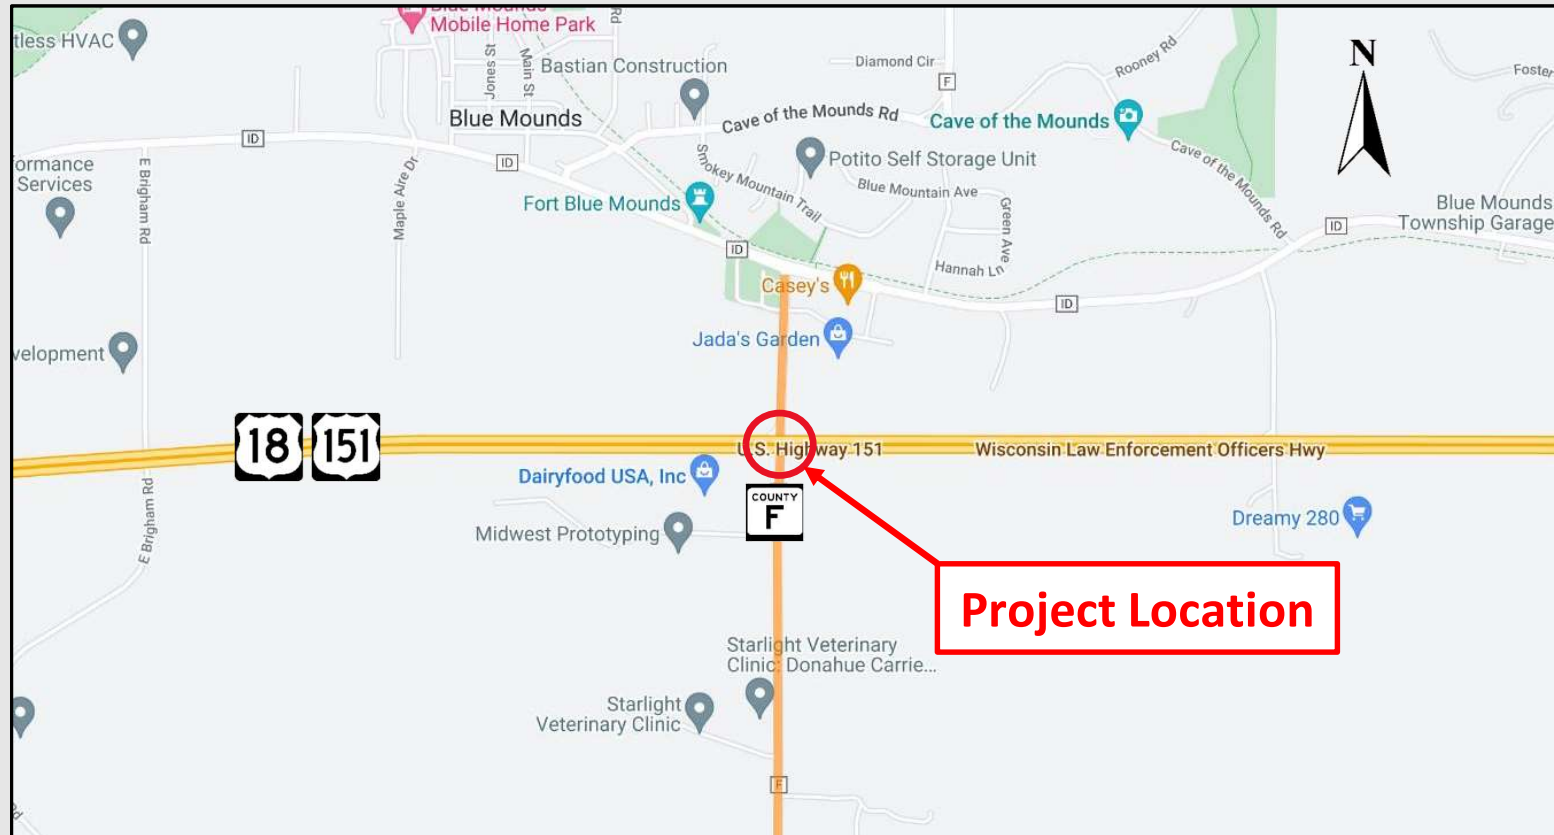 Blue Mounds
Mobile Home Park
Rd
tless HVAC
N
Jones St
Main St
Bastian Construction
Diamond Cir
F
Rooney Rd
Foster
Blue Mounds
Cave of the Mounds Rd
Cave of the Mounds
ID
ID
formance
Services
E Brigham Rd
Maple Aire Dr
Smokey Mountain Trail
Potito Self Storage Unit
Blue Mountain Ave
Cave of the Mounds Rd
Green Ave
Fort Blue Mounds
Blue Mounds
Township Garage
ID
ID
Hannah Ln
Casey's
ID
Jada's Garden
velopment
18
151
U.S. Highway 151
Wisconsin Law Enforcement Officers Hwy
Dairyfood USA, Inc
COUNTY
F
E Brigham Rd
Midwest Prototyping
Dreamy 280
Project Location
Starlight Veterinary
Clinic: Donahue Carrie...
Starlight
Veterinary Clinic
F
Rd